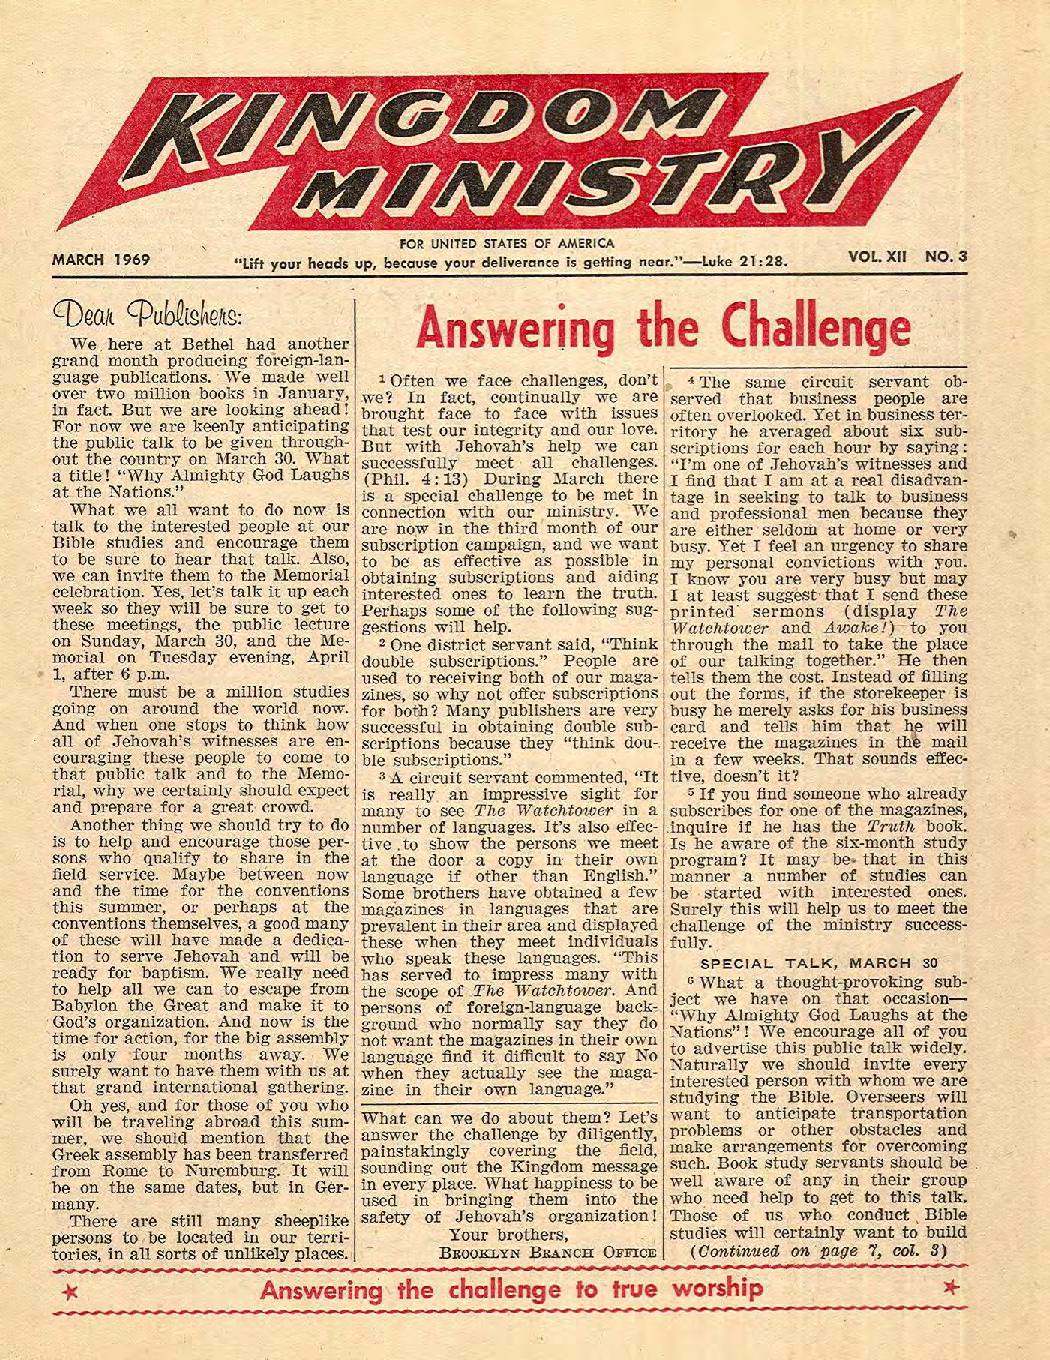 KINGDOM
MINISTRY
FOR UNITED STATES OF AMERICA
MARCH 1969
"Lift your heads up, because your deliverance is getting near."—Luke 21:28.
VOL. XII NO. 3
Dear Publishers:
We here at Bethel had another
grand month producing foreign-lan-
guage publications. We made well
over two million books in January,
in fact. But we are looking ahead!
For now we are keenly anticipating
the public talk to be given through-
out the country on March 30. What
a title! "Why Almighty God Laughs
at the Nations."
What we all want to do now is
talk to the interested people at our
Bible studies and encourage them
to be sure to hear that talk. Also,
we can invite them to the Memorial
celebration. Yes, let's talk it up each
week so they will be sure to get to
these meetings, the public lecture
on Sunday, March 30, and the Me-
morial on Tuesday evening, April
1, after 6 p.m.
There must be a million studies
going on around the world now.
And when one stops to think how
all of Jehovah's witnesses are en-
couraging these people to come to
that public talk and to the Memo-
rial, why we certainly should expect
and prepare for a great crowd.
Another thing we should try to do
is to help and encourage those per-
sons who qualify to share in the
field service. Maybe between now
and the time for the conventions
this summer, or perhaps at the
conventions themselves, a good many
of these will have made a dedica-
tion to serve Jehovah and will be
ready for baptism. We really need
to help all we can to escape from
Babylon the Great and make it to
God's organization. And now is the
time for action, for the big assembly
is only four months away. We
surely want to have them with us at
that grand international gathering.
Oh yes, and for those of you who
will be traveling abroad this sum-
mer, we should mention that the
Greek assembly has been transferred
from Rome to Nuremburg. It will
be on the same dates, but in Ger-
many.
There are still many sheeplike
persons to be located in our terri-
tories, in all sorts of unlikely places.
What can we do about them? Let's
answer the challenge by diligently,
painstakingly covering the field,
sounding out the Kingdom message
in every place. What happiness to be
used in bringing them into the
safety of Jehovah's organization!
Your brothers,
BROOKLYN BRANCH OFFICE
Answering the Challenge
1 Often we face challenges, don't
we? In fact, continually we are
brought face to face with issues
that test our integrity and our love.
But with Jehovah's help we can
successfully meet all challenges.
(Phil. 4:13) During March there
is a special challenge to be met in
connection with our ministry. We
are now in the third month of our
subscription campaign, and we want
to be as effective as possible in
obtaining subscriptions and aiding
interested ones to learn the truth.
Perhaps some of the following sug-
gestions will help.
2 One district servant said, "Think
double subscriptions." People are
used to receiving both of our maga-
zines, so why not offer subscriptions
for both? Many publishers are very
successful in obtaining double sub-
scriptions because they "think dou-
ble subscriptions."
3 A circuit servant commented, "It
is really an impressive sight for
many to see The Watchtower in a
number of languages. It's also effec-
tive to show the persons we meet
at the door a copy in their own
language if other than English."
Some brothers have obtained a few
magazines in languages that are
prevalent in their area and displayed
these when they meet individuals
who speak these languages. "This
has served to impress many with
the scope of The Watchtower. And
persons of foreign-language back-
ground who normally say they do
not want the magazines in their own
language find it difficult to say No
when they actually see the maga-
zine in their own language."
4 The same circuit servant ob-
served that business people are
often overlooked. Yet in business ter-
ritory he averaged about six sub-
scriptions for each hour by saying:
"I'm one of Jehovah's witnesses and
I find that I am at a real disadvan-
tage in seeking to talk to business
and professional men because they
are either seldom at home or very
busy. Yet I feel an urgency to share
my personal convictions with you.
I know you are very busy but may
I at least suggest that I send these
printed sermons (display The
Watchtower and Awake!) to you
through the mail to take the place
of our talking together." He then
tells them the cost. Instead of filling
out the forms, if the storekeeper is
busy he merely asks for his business
card and tells him that he will
receive the magazines in the mail
in a few weeks. That sounds effec-
tive, doesn't it?
5 If you find someone who already
subscribes for one of the magazines,
inquire if he has the Truth book.
Is he aware of the six-month study
program? It may be that in this
manner a number of studies can
be started with interested ones.
Surely this will help us to meet the
challenge of the ministry success-
fully.
SPECIAL TALK, MARCH 30
6 What a thought-provoking sub-
ject we have on that occasion—
"Why Almighty God Laughs at the
Nations"! We encourage all of you
to advertise this public talk widely.
Naturally we should invite every
interested person with whom we are
studying the Bible. Overseers will
want to anticipate transportation
problems or other obstacles and
make arrangements for overcoming
such. Book study servants should be
well aware of any in their group
who need help to get to this talk.
Those of us who conduct Bible
studies will certainly want to build
(Continued on page 7, col. 3)
★ Answering the challenge to true worship ★